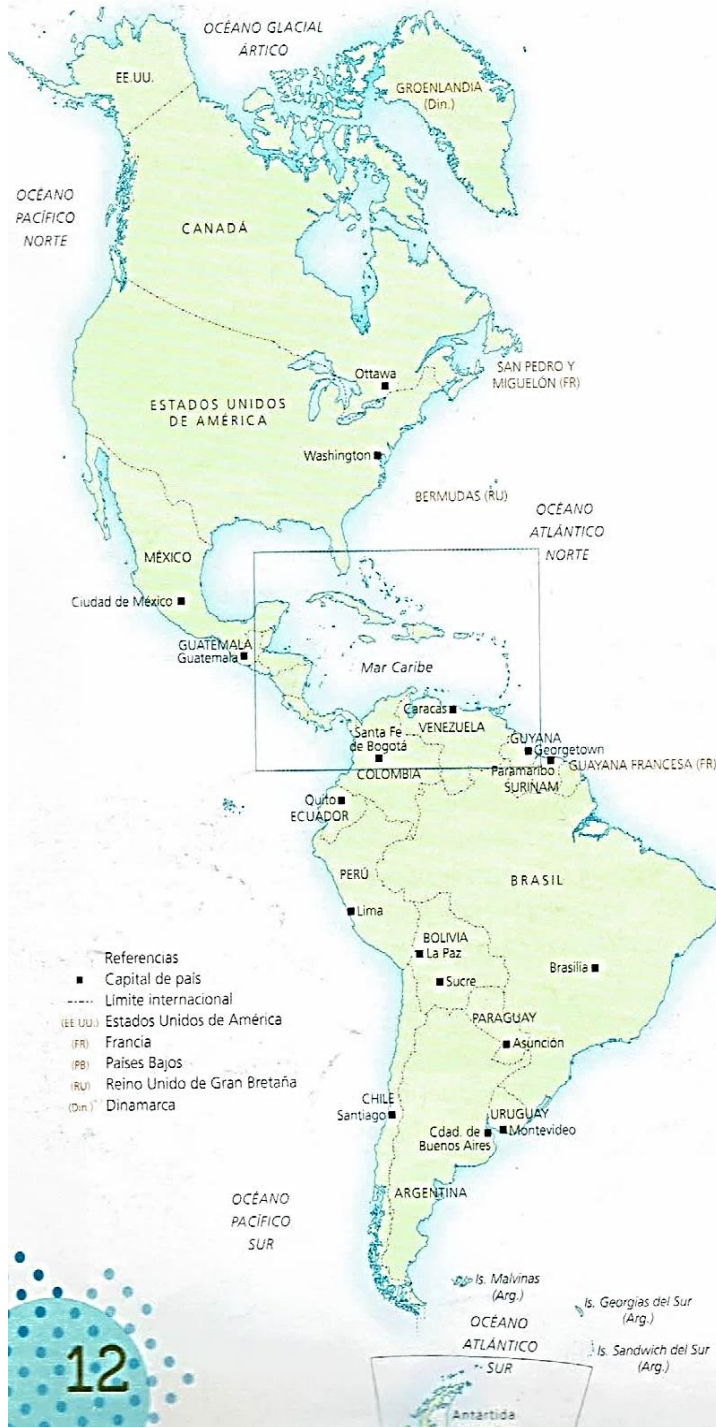 OCÉANO GLACIAL
ÁRTICO
EE.UU.
GROENLANDIA
(Din.)
OCÉANO
PACÍFICO
NORTE
CANADÁ
Ottawa
SAN PEDRO Y
MIGUELÓN (FR)
ESTADOS UNIDOS
DE AMÉRICA
Washington
BERMUDAS (RU)
OCÉANO
ATLÁNTICO
NORTE
MÉXICO
Ciudad de México
GUATEMALA
Guatemala
Mar Caribe
Caracas
VENEZUELA
Santa Fe
de Bogotá
COLOMBIA
GUYANA
Georgetown
Paramaribo
SURINAM
GUAYANA FRANCESA (FR)
Quito
ECUADOR
PERÚ
BRASIL
Lima
BOLIVIA
La Paz
Sucre
Brasilia
PARAGUAY
Asunción
Referencias
Capital de país
Límite internacional
(EE.UU.) Estados Unidos de América
(FR) Francia
(PB) Países Bajos
(RU) Reino Unido de Gran Bretaña
(Din.) Dinamarca
CHILE
Santiago
URUGUAY
Montevideo
Cdad. de
Buenos Aires
ARGENTINA
OCÉANO
PACÍFICO
SUR
Is. Malvinas
(Arg.)
Is. Georgias del Sur
(Arg.)
OCÉANO
ATLÁNTICO
SUR
Is. Sandwich del Sur
(Arg.)
12
Antártida